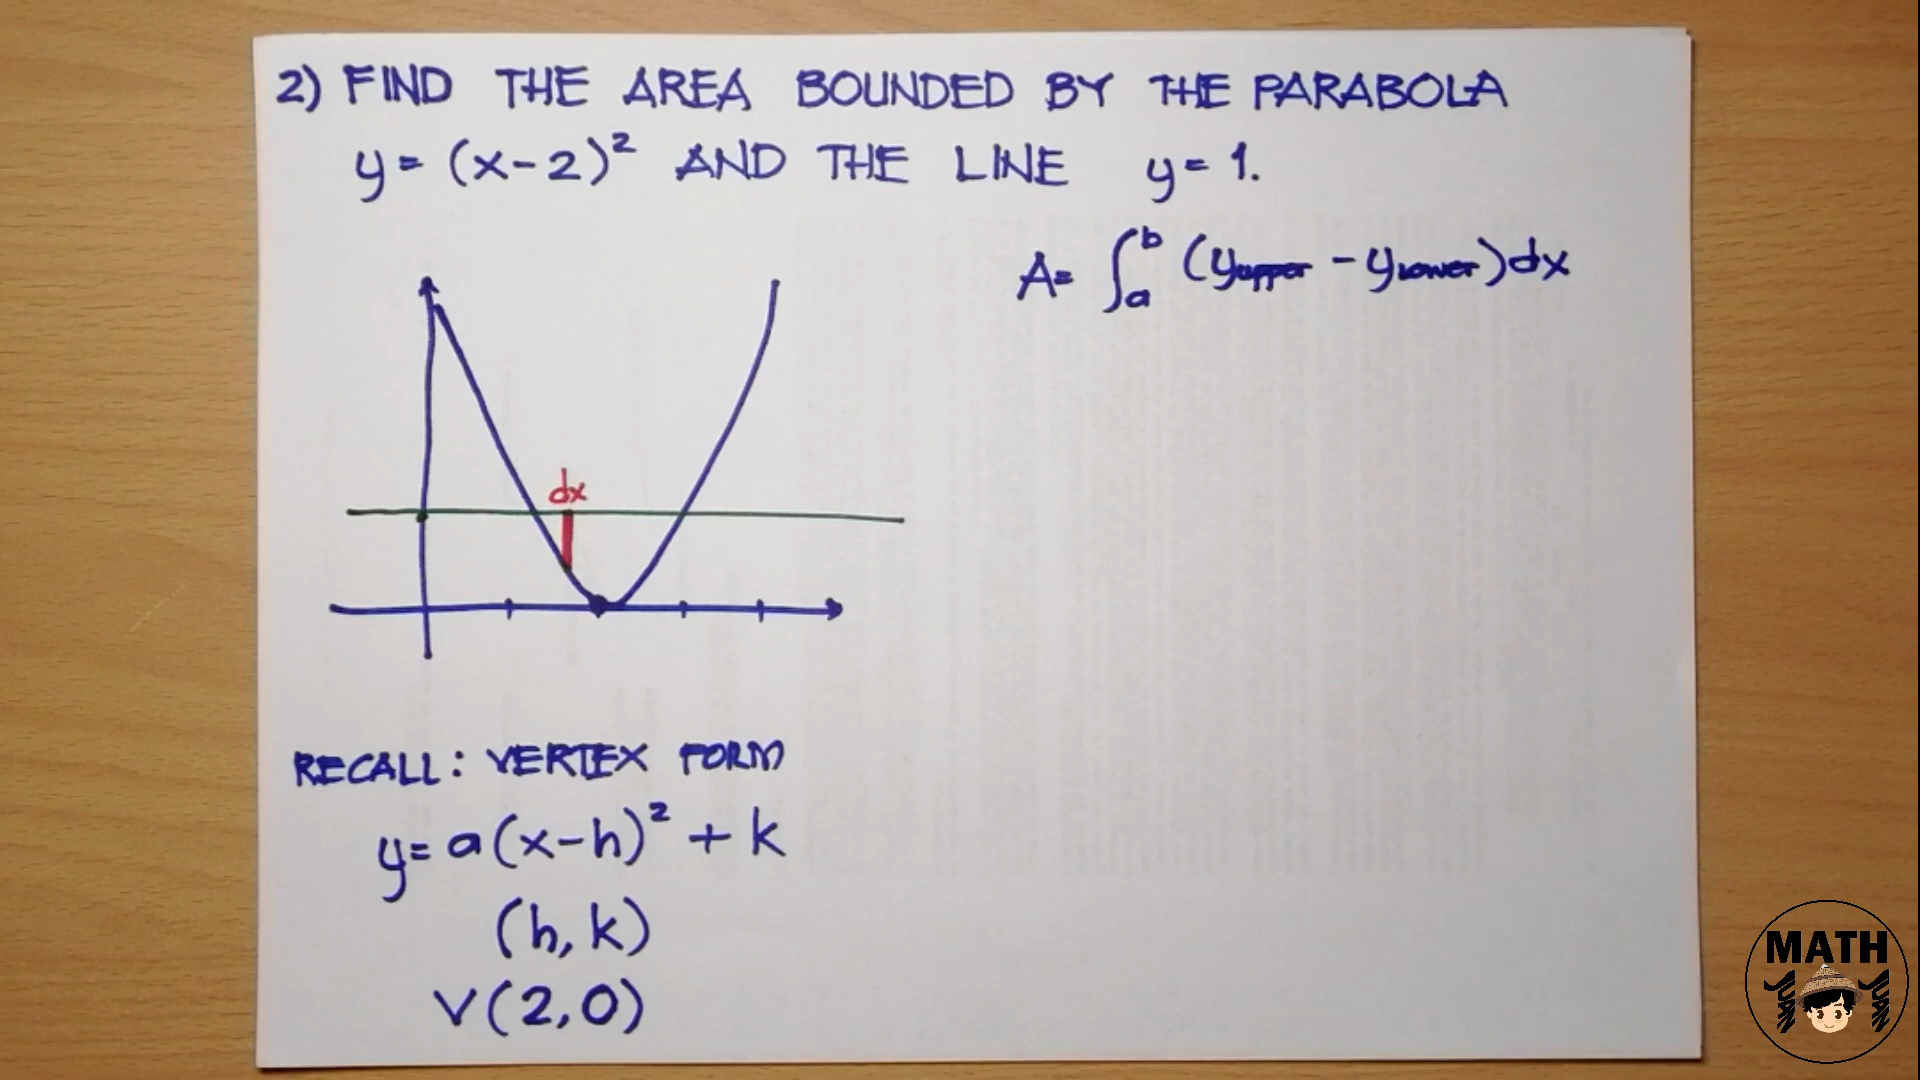 2) FIND THE AREA BOUNDED BY THE PARABOLA
y = (x-2)² AND THE LINE y = 1.
A = ∫ₐᵇ (y_upper - y_lower) dx
dx
RECALL: VERTEX FORM
y = a(x-h)² + k
(h, k)
V(2,0)
MATH